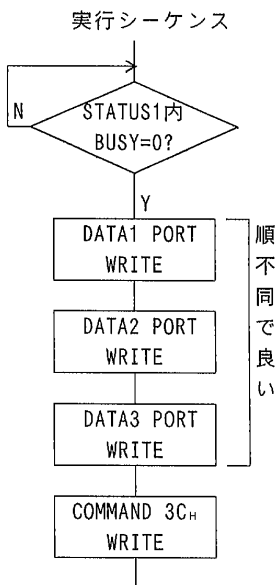 実行シーケンス
N
STATUS1内
BUSY=0?
Y
DATA1 PORT
WRITE
DATA2 PORT
WRITE
DATA3 PORT
WRITE
順不同で良い
COMMAND 3CH
WRITE